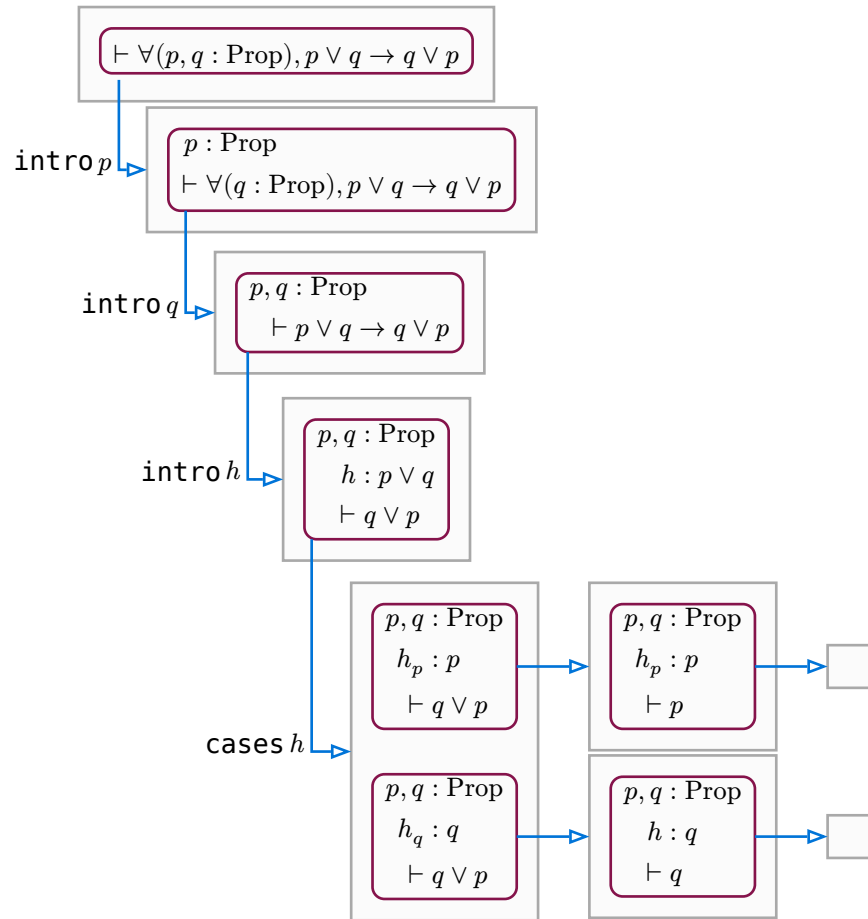 ⊢ ∀(p, q : Prop), p ∨ q → q ∨ p
intro p
p : Prop
⊢ ∀(q : Prop), p ∨ q → q ∨ p
intro q
p, q : Prop
⊢ p ∨ q → q ∨ p
intro h
p, q : Prop
h : p ∨ q
⊢ q ∨ p
cases h
p, q : Prop
h_p : p
⊢ q ∨ p
p, q : Prop
h_p : p
⊢ p
p, q : Prop
h_q : q
⊢ q ∨ p
p, q : Prop
h : q
⊢ q